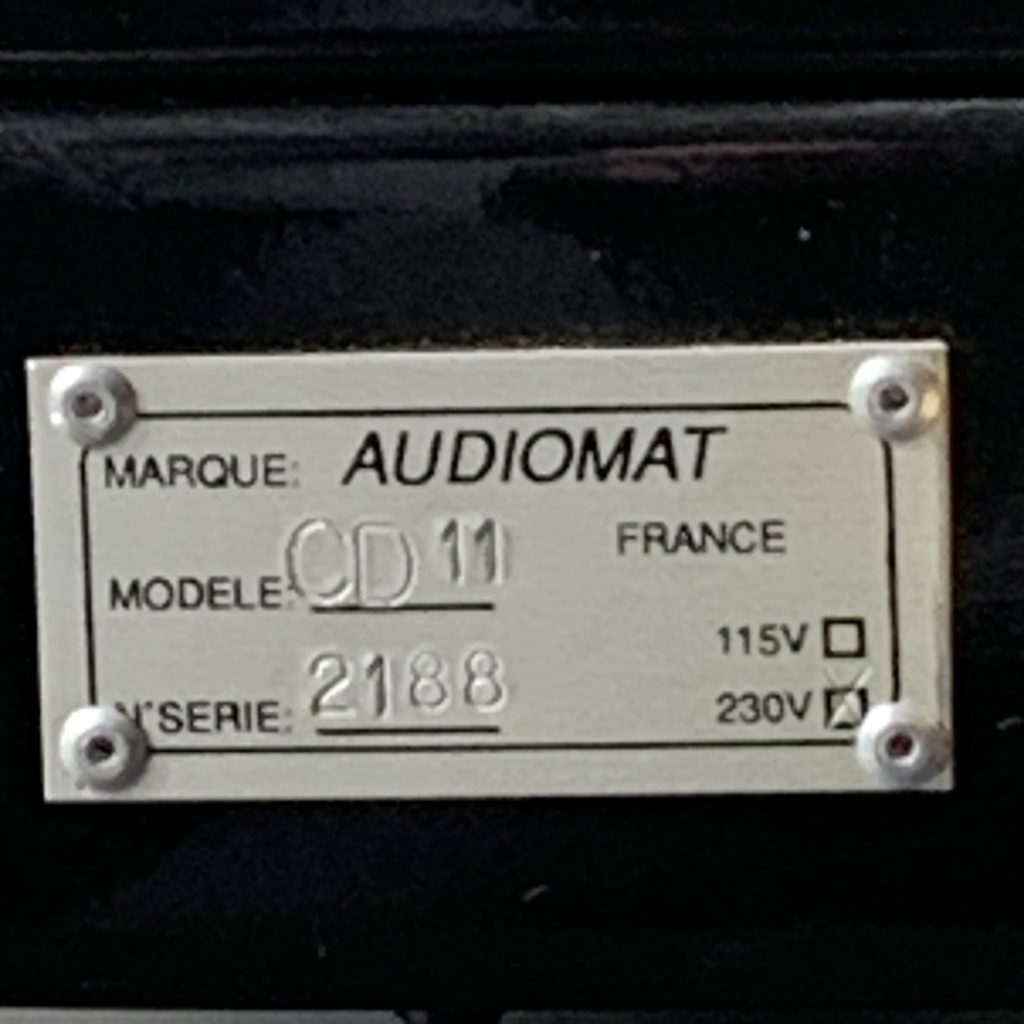 MARQUE: AUDIOMAT
FRANCE
MODELE: CD 11
115V
N°SERIE: 2188
230V